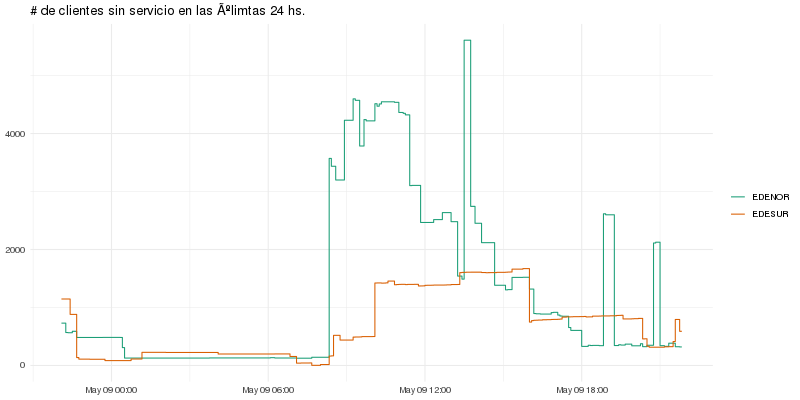 # de clientes sin servicio en las Ãºlimtas 24 hs.
4000
2000
0
May 09 00:00
May 09 06:00
May 09 12:00
May 09 18:00
EDENOR
EDESUR